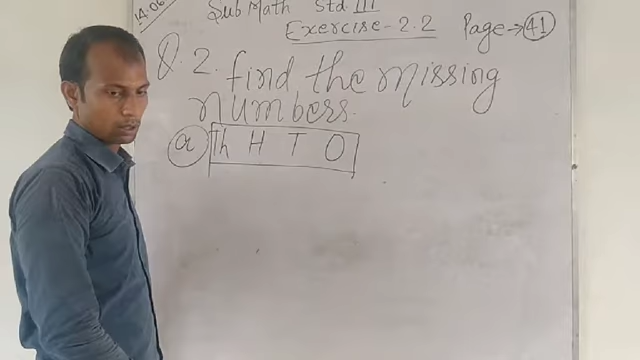 14.06
Sub Math Std. III
Exercise-2.2 Page→41
Q. 2. find the missing
numbers.
a Th H T O